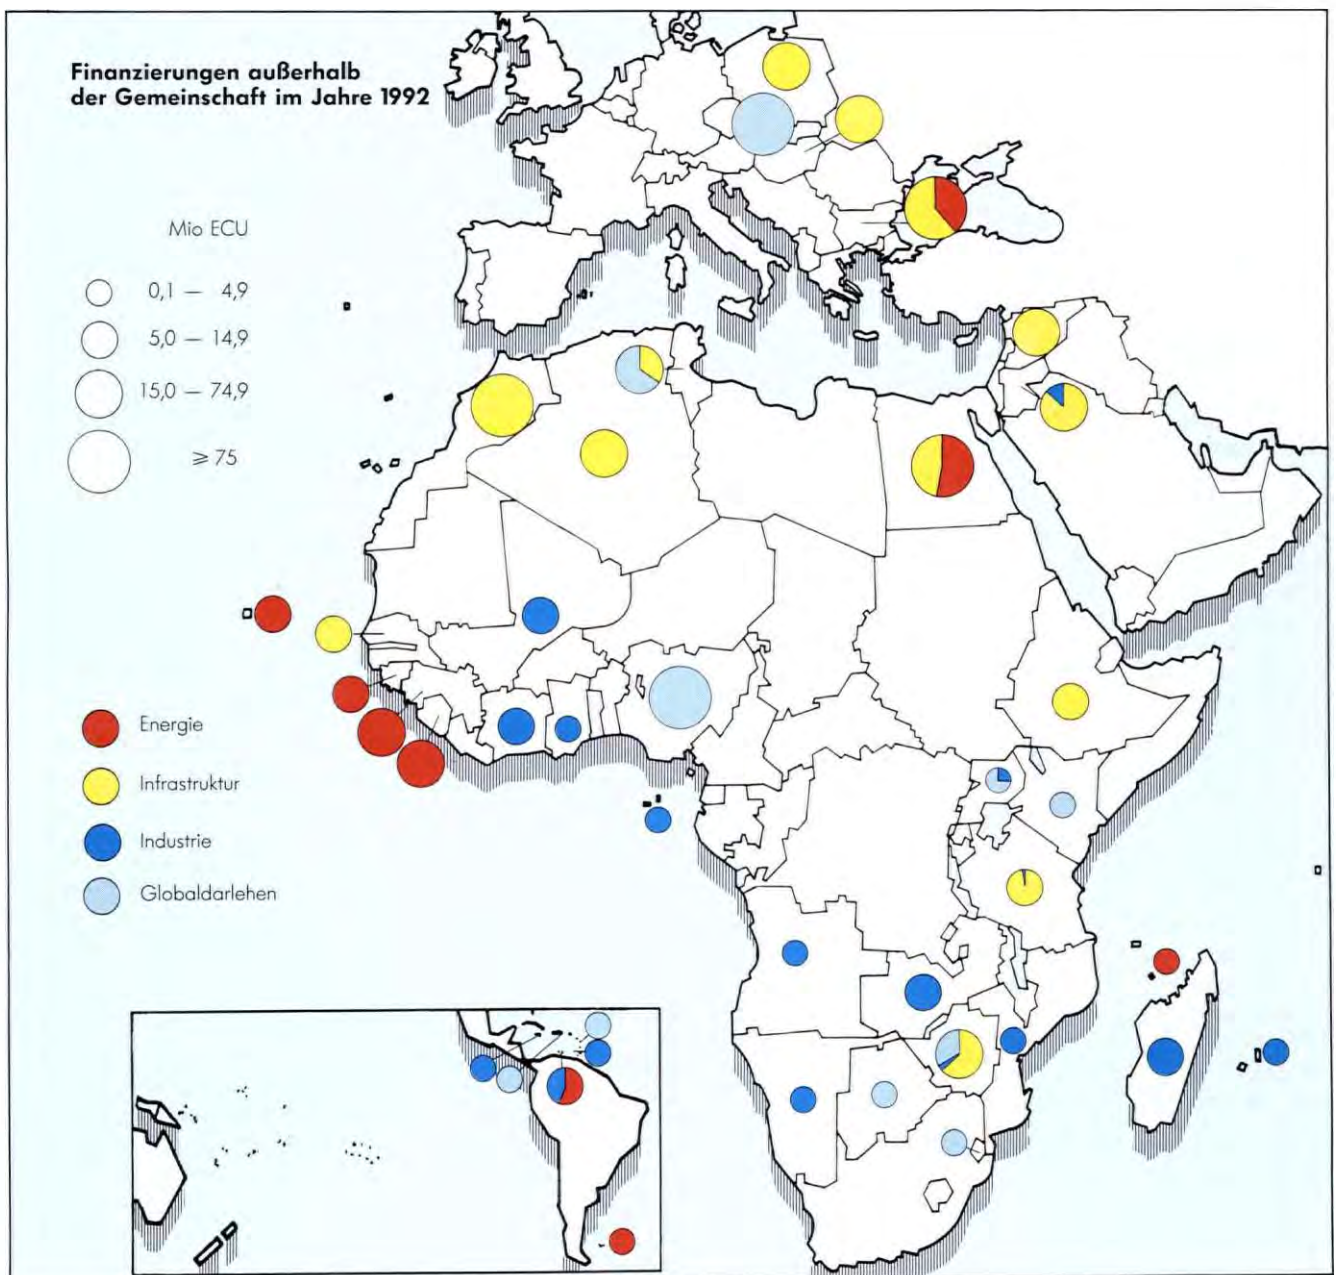 Finanzierungen außerhalb
der Gemeinschaft im Jahre 1992
Mio ECU
0,1 — 4,9
5,0 — 14,9
15,0 — 74,9
⩾ 75
Energie
Infrastruktur
Industrie
Globaldarlehen